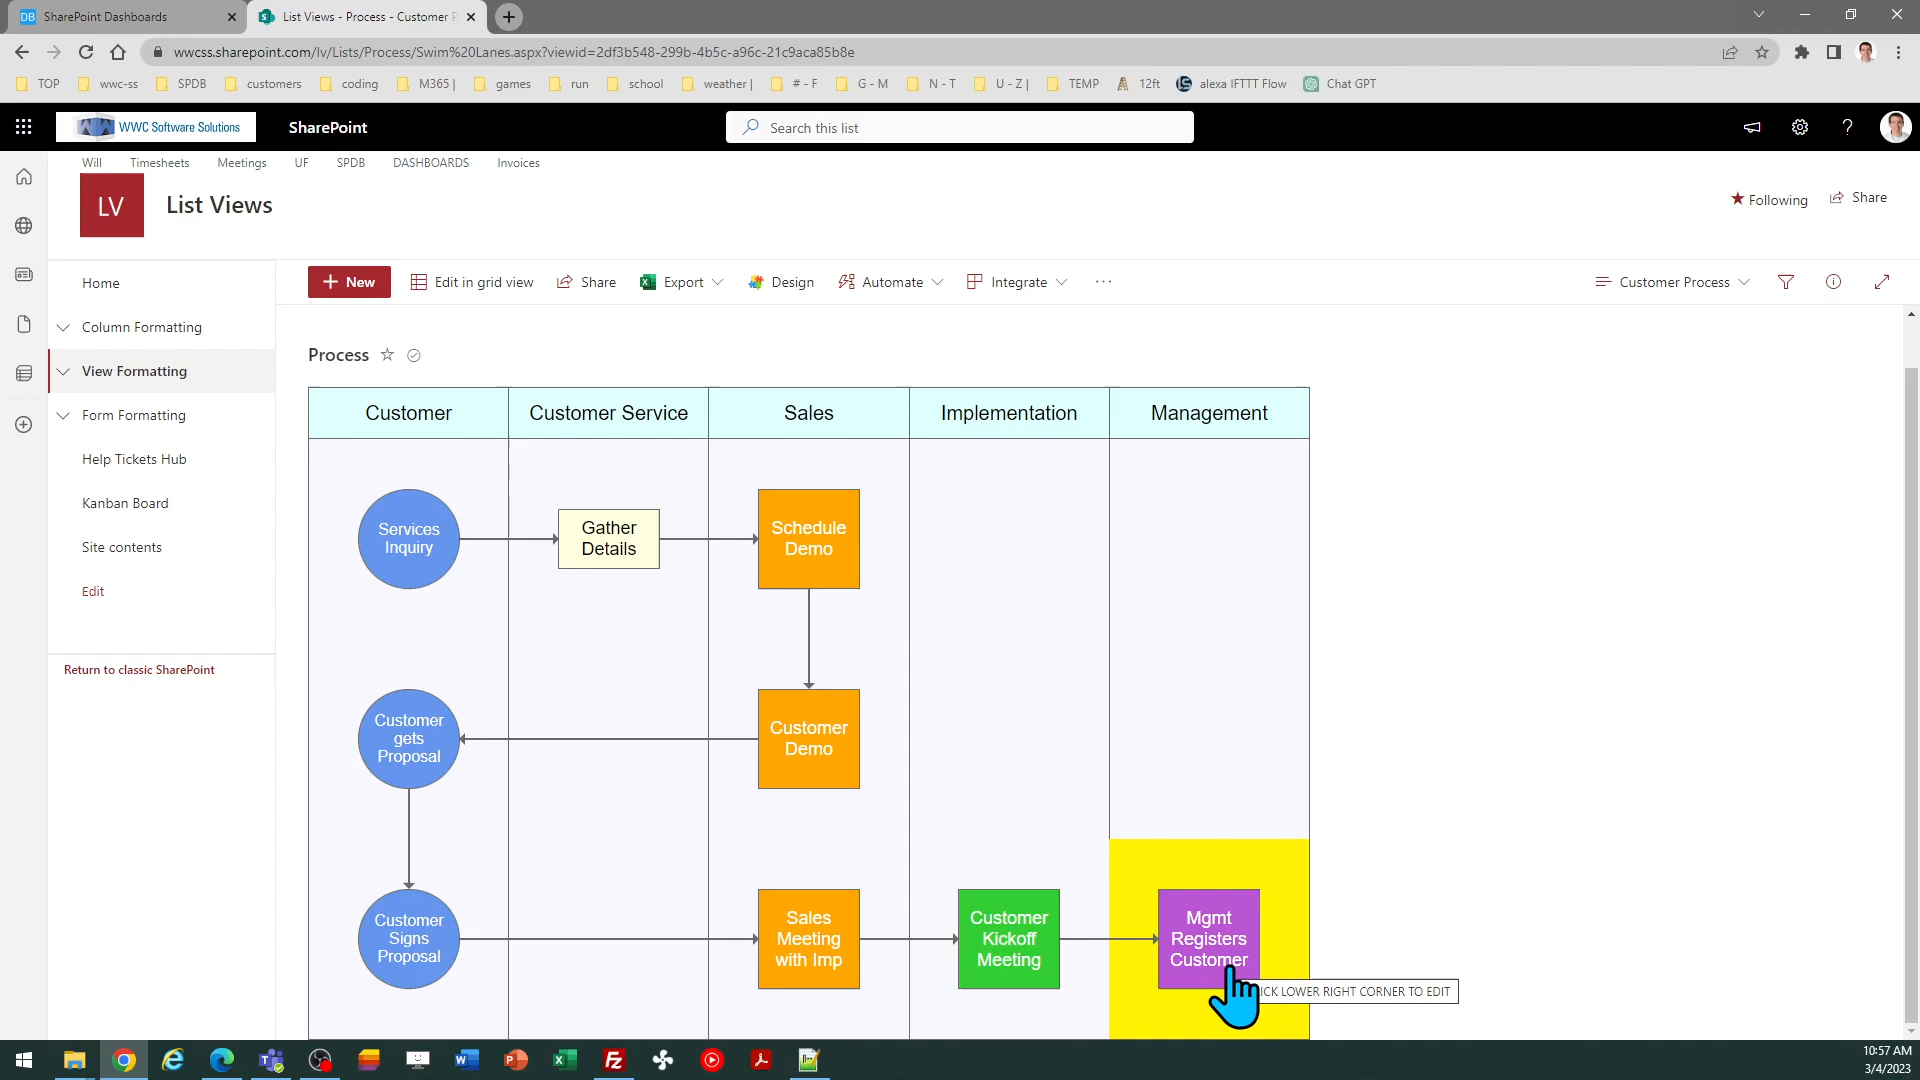 SharePoint Dashboards
List Views - Process - Customer P
wwcss.sharepoint.com/lv/Lists/Process/Swim%20Lanes.aspx?viewid=2df3b548-299b-4b5c-a96c-21c9aca85b8e
TOP
wwc-ss
SPDB
customers
coding
M365 |
games
run
school
weather |
# - F
G - M
N - T
U - Z |
TEMP
12ft
alexa IFTTT Flow
Chat GPT
WWC Software Solutions
SharePoint
Search this list
Will
Timesheets
Meetings
UF
SPDB
DASHBOARDS
Invoices
LV
List Views
Following
Share
Home
Column Formatting
View Formatting
Form Formatting
Help Tickets Hub
Kanban Board
Site contents
Edit
Return to classic SharePoint
New
Edit in grid view
Share
Export
Design
Automate
Integrate
Customer Process
Process
Customer
Customer Service
Sales
Implementation
Management
Services
Inquiry
Gather
Details
Schedule
Demo
Customer
gets
Proposal
Customer
Demo
Customer
Signs
Proposal
Sales
Meeting
with Imp
Customer
Kickoff
Meeting
Mgmt
Registers
Customer
LOWER RIGHT CORNER TO EDIT
10:57 AM
3/4/2023